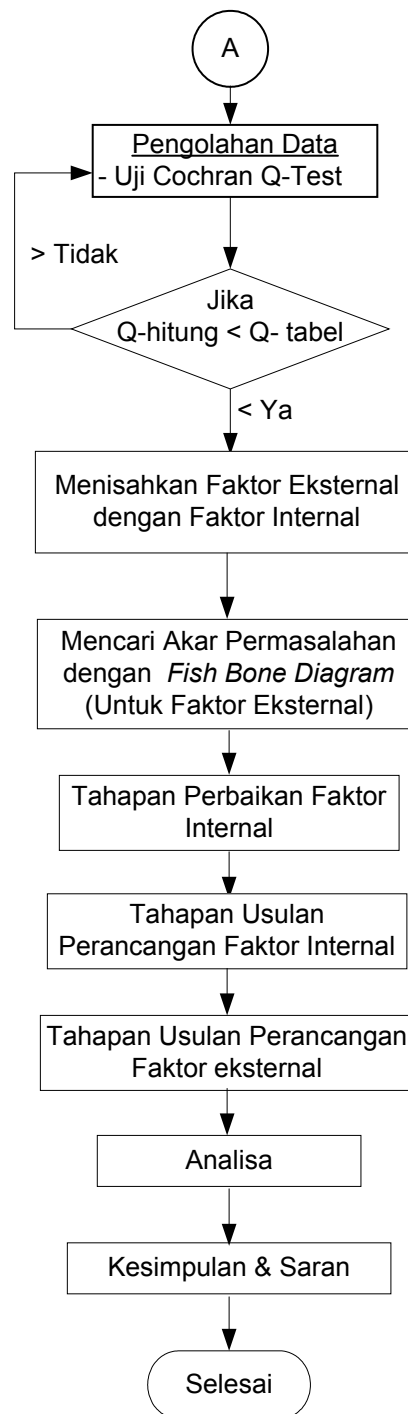 A
Pengolahan Data
- Uji Cochran Q-Test
> Tidak
Jika
Q-hitung < Q- tabel
< Ya
Menisahkan Faktor Eksternal
dengan Faktor Internal
Mencari Akar Permasalahan
dengan Fish Bone Diagram
(Untuk Faktor Eksternal)
Tahapan Perbaikan Faktor
Internal
Tahapan Usulan
Perancangan Faktor Internal
Tahapan Usulan Perancangan
Faktor eksternal
Analisa
Kesimpulan & Saran
Selesai